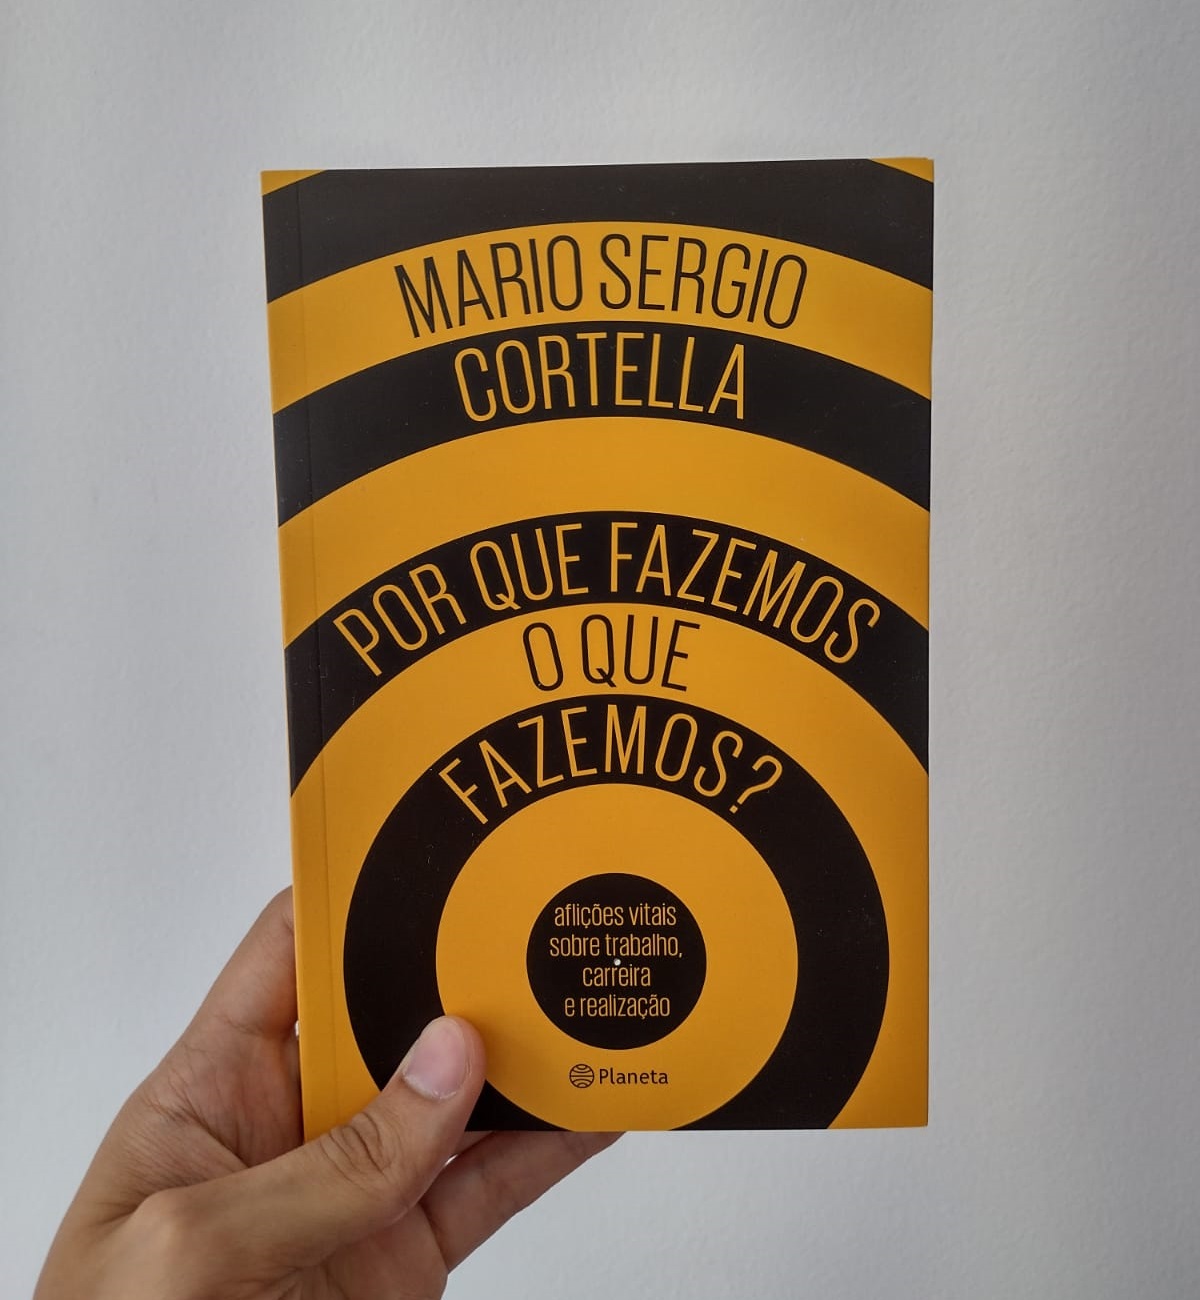 MARIO SERGIO
CORTELLA
POR QUE FAZEMOS
O QUE
FAZEMOS?
aflições vitais
sobre trabalho,
carreira
e realização
Planeta